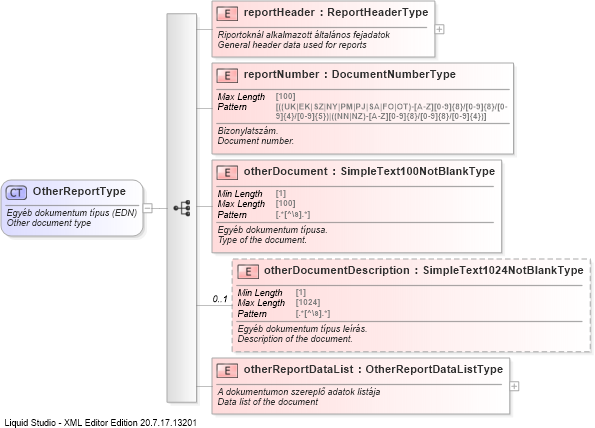 E reportHeader : ReportHeaderType
Riportoknál alkalmazott általános fejadatok
General header data used for reports
E reportNumber : DocumentNumberType
Max Length [100]
Pattern [((UK|EK|SZ|NY|PM|PJ|SA|FO|OT)-[A-Z][0-9]{8}/[0-9]{8}/[0-
9]{4}/[0-9]{5})|((NN|NZ)-[A-Z][0-9]{8}/[0-9]{8}/[0-9]{4})]
Bizonylatszám.
Document number.
E otherDocument : SimpleText100NotBlankType
Min Length [1]
Max Length [100]
Pattern [.*[^\s].*]
Egyéb dokumentum típusa.
Type of the document.
CT OtherReportType
Egyéb dokumentum típus (EDN)
Other document type
0..1
E otherDocumentDescription : SimpleText1024NotBlankType
Min Length [1]
Max Length [1024]
Pattern [.*[^\s].*]
Egyéb dokumentum típus leírás.
Description of the document.
E otherReportDataList : OtherReportDataListType
A dokumentumon szereplő adatok listája
Data list of the document
Liquid Studio - XML Editor Edition 20.7.17.13201